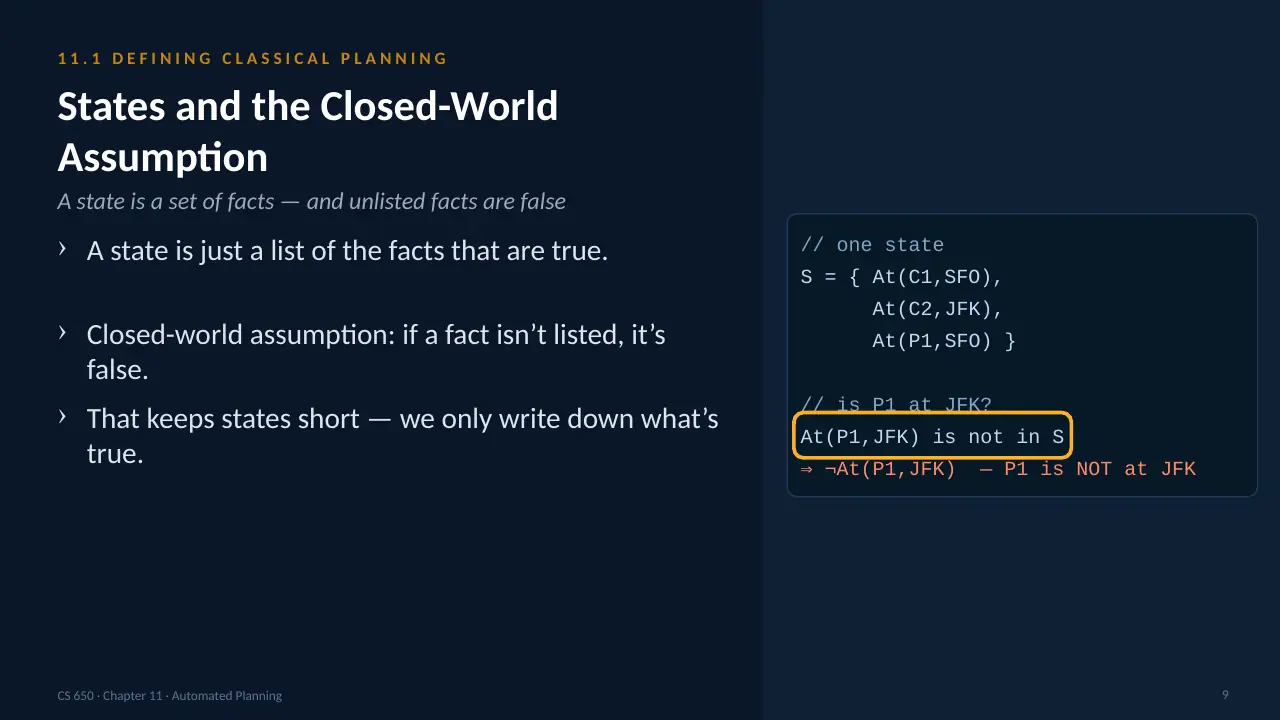 11.1 DEFINING CLASSICAL PLANNING
States and the Closed-World
Assumption
A state is a set of facts — and unlisted facts are false
› A state is just a list of the facts that are true.
› Closed-world assumption: if a fact isn’t listed, it’s
false.
› That keeps states short — we only write down what’s
true.
// one state
S = { At(C1,SFO),
At(C2,JFK),
At(P1,SFO) }
// is P1 at JFK?
At(P1,JFK) is not in S
⇒ ¬At(P1,JFK) — P1 is NOT at JFK
CS 650 · Chapter 11 · Automated Planning
9